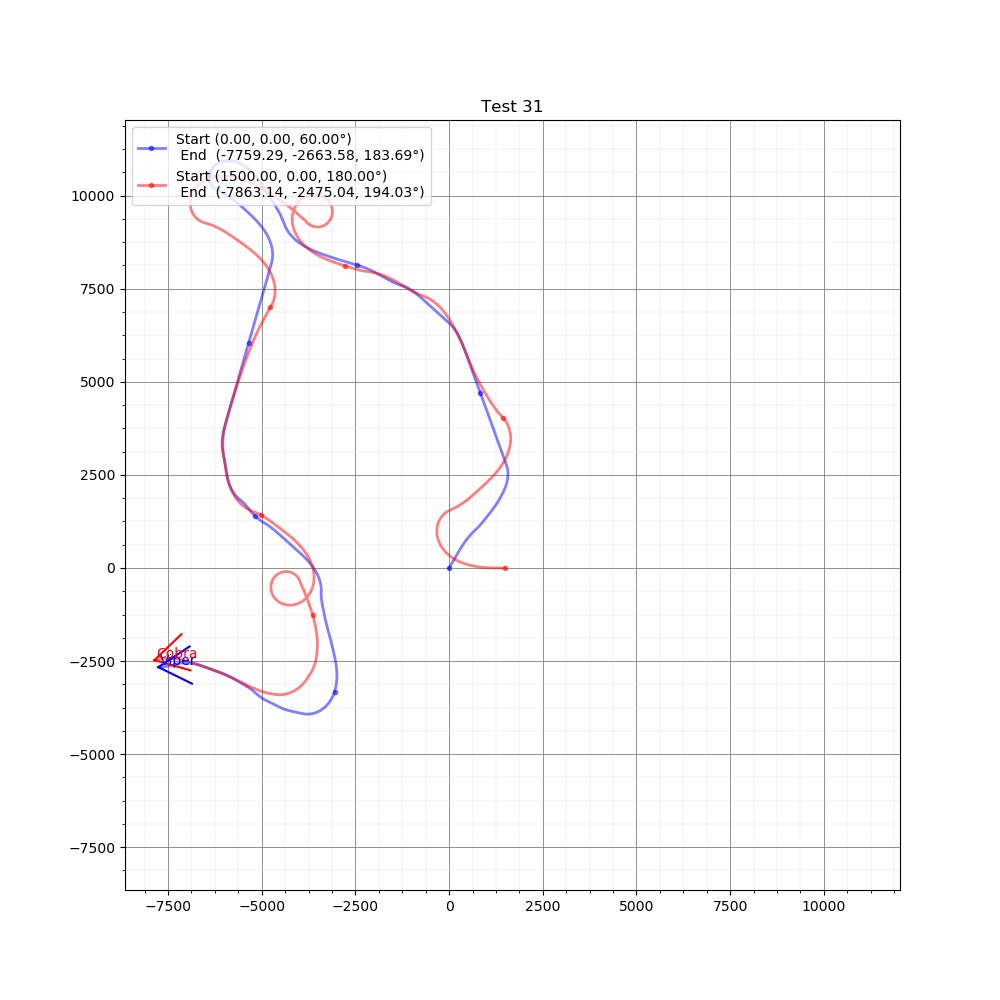 Test 31
Start (0.00, 0.00, 60.00°)
End  (-7759.29, -2663.58, 183.69°)
Start (1500.00, 0.00, 180.00°)
End  (-7863.14, -2475.04, 194.03°)
10000
7500
5000
2500
0
−2500
−5000
−7500
Cobra
Viper
−7500 −5000 −2500 0 2500 5000 7500 10000